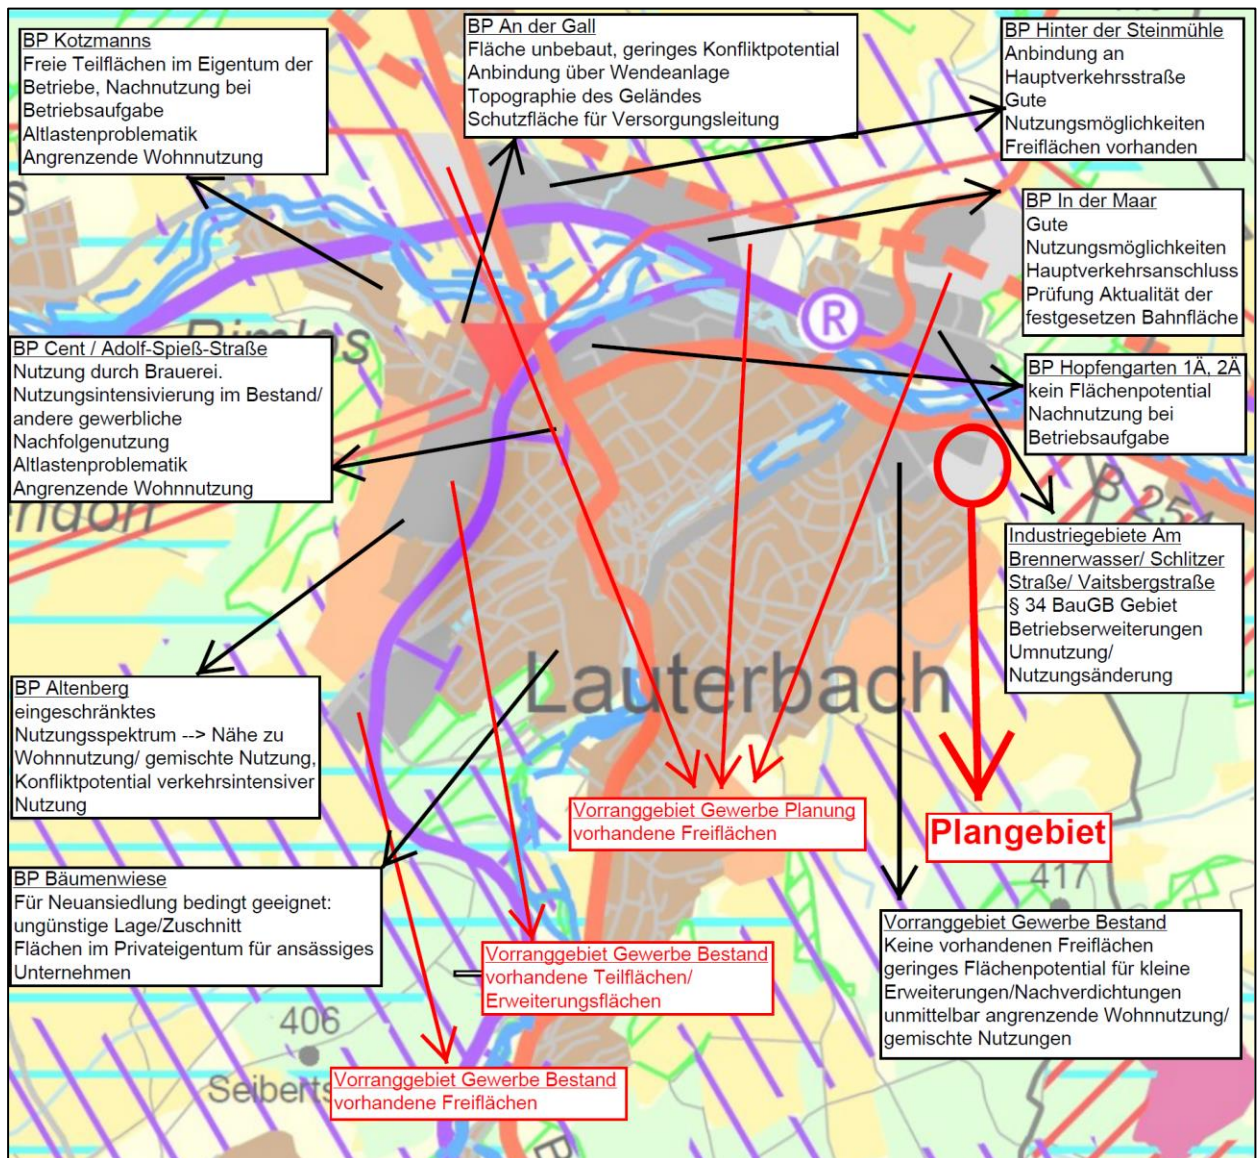 BP Kotzmanns
Freie Teilflächen im Eigentum der
Betriebe, Nachnutzung bei
Betriebsaufgabe
Altlastenproblematik
Angrenzende Wohnnutzung
BP An der Gall
Fläche unbebaut, geringes Konfliktpotential
Anbindung über Wendeanlage
Topographie des Geländes
Schutzfläche für Versorgungsleitung
BP Hinter der Steinmühle
Anbindung an
Hauptverkehrsstraße
Gute
Nutzungsmöglichkeiten
Freiflächen vorhanden
BP In der Maar
Gute
Nutzungsmöglichkeiten
Hauptverkehrsanschluss
Prüfung Aktualität der
festgesetzen Bahnfläche
R
BP Cent / Adolf-Spieß-Straße
Nutzung durch Brauerei.
Nutzungsintensivierung im Bestand/
andere gewerbliche
Nachfolgenutzung
Altlastenproblematik
Angrenzende Wohnnutzung
BP Hopfengarten 1Ä, 2Ä
kein Flächenpotential
Nachnutzung bei
Betriebsaufgabe
B 254
Industriegebiete Am
Brennerwasser/ Schlitzer
Straße/ Vaitsbergstraße
§ 34 BauGB Gebiet
Betriebserweiterungen
Umnutzung/
Nutzungsänderung
Lauterbach
BP Altenberg
eingeschränktes
Nutzungsspektrum --> Nähe zu
Wohnnutzung/ gemischte Nutzung,
Konfliktpotential verkehrsintensiver
Nutzung
Vorranggebiet Gewerbe Planung
vorhandene Freiflächen
Plangebiet
417
BP Bäumenwiese
Für Neuansiedlung bedingt geeignet:
ungünstige Lage/Zuschnitt
Flächen im Privateigentum für ansässiges
Unternehmen
Vorranggebiet Gewerbe Bestand
vorhandene Teilflächen/
Erweiterungsflächen
Vorranggebiet Gewerbe Bestand
Keine vorhandenen Freiflächen
geringes Flächenpotential für kleine
Erweiterungen/Nachverdichtungen
unmittelbar angrenzende Wohnnutzung/
gemischte Nutzungen
406
Seiberts
Vorranggebiet Gewerbe Bestand
vorhandene Freiflächen